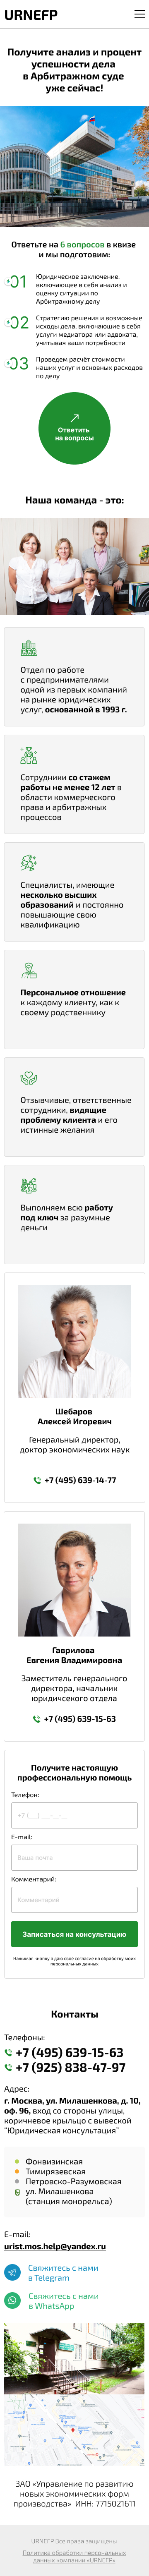 URNEFP
Получите анализ и процент
успешности дела
в Арбитражном суде
уже сейчас!
Ответьте на 6 вопросов в квизе
и мы подготовим:
01
Юридическое заключение,
включающее в себя анализ и
оценку ситуации по
Арбитражному делу
02
Стратегию решения и возможные
исходы дела, включающие в себя
услуги медиатора или адвоката,
учитывая ваши потребности
03
Проведем расчёт стоимости
наших услуг и основных расходов
по делу
Ответить
на вопросы
Наша команда - это:
Отдел по работе
с предпринимателями
одной из первых компаний
на рынке юридических
услуг, основанной в 1993 г.
Сотрудники со стажем
работы не менее 12 лет в
области коммерческого
права и арбитражных
процессов
Специалисты, имеющие
несколько высших
образований и постоянно
повышающие свою
квалификацию
Персональное отношение
к каждому клиенту, как к
своему родственнику
Отзывчивые, ответственные
сотрудники, видящие
проблему клиента и его
истинные желания
Выполняем всю работу
под ключ за разумные
деньги
Шебаров
Алексей Игоревич
Генеральный директор,
доктор экономических наук
+7 (495) 639-14-77
Гаврилова
Евгения Владимировна
Заместитель генерального
директора, начальник
юридичсекого отдела
+7 (495) 639-15-63
Получите настоящую
профессиональную помощь
Телефон:
+7 (___) ___-__-__
E-mail:
Ваша почта
Комментарий:
Комментарий
Записаться на консультацию
Нажимая кнопку я даю своё согласие на обработку моих
персональных данных
Контакты
Телефоны:
+7 (495) 639-15-63
+7 (925) 838-47-97
Адрес:
г. Москва, ул. Милашенкова, д. 10,
оф. 96, вход со стороны улицы,
коричневое крыльцо с вывеской
"Юридическая консультация"
Фонвизинская
Тимирязевская
Петровско-Разумовская
ул. Милашенкова
(станция монорельса)
E-mail:
urist.mos.help@yandex.ru
Свяжитесь с нами
в Telegram
Свяжитесь с нами
в WhatsApp
ЗАО «Управление по развитию
новых экономических форм
производства» ИНН: 7715021611
URNEFP Все права защищены
Политика обработки персональных
данных компании «URNEFP»